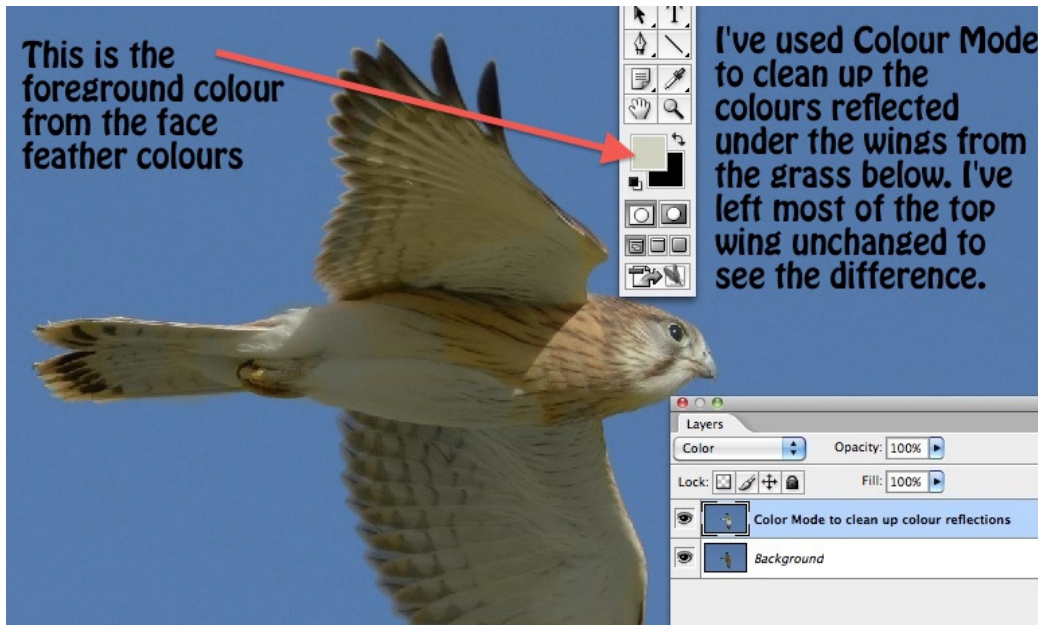 This is the
foreground colour
from the face
feather colours
T
I've used Colour Mode
to clean up the
colours reflected
under the wings from
the grass below. I've
left most of the top
wing unchanged to
see the difference.
Layers
Color
Opacity: 100%
Lock:
Fill: 100%
Color Mode to clean up colour reflections
Background